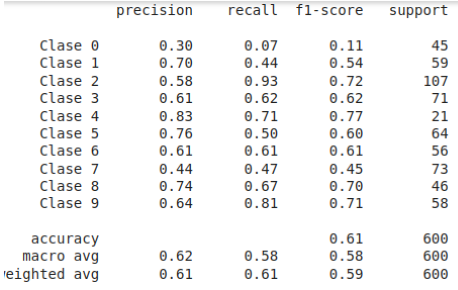 precision recall f1-score support
Clase 0 0.30 0.07 0.11 45
Clase 1 0.70 0.44 0.54 59
Clase 2 0.58 0.93 0.72 107
Clase 3 0.61 0.62 0.62 71
Clase 4 0.83 0.71 0.77 21
Clase 5 0.76 0.50 0.60 64
Clase 6 0.61 0.61 0.61 56
Clase 7 0.44 0.47 0.45 73
Clase 8 0.74 0.67 0.70 46
Clase 9 0.64 0.81 0.71 58
accuracy 0.61 600
macro avg 0.62 0.58 0.58 600
weighted avg 0.61 0.61 0.59 600